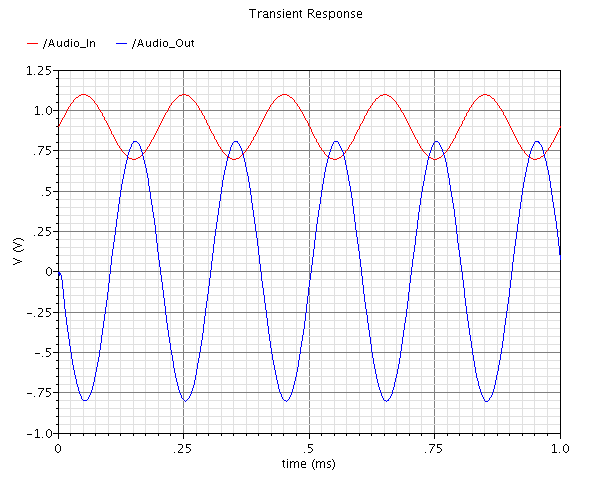 Transient Response
/Audio_In /Audio_Out
1.25
1.0
.75
.5
.25
0
-.25
-.5
-.75
-1.0
V (V)
0 .25 .5 .75 1.0
time (ms)